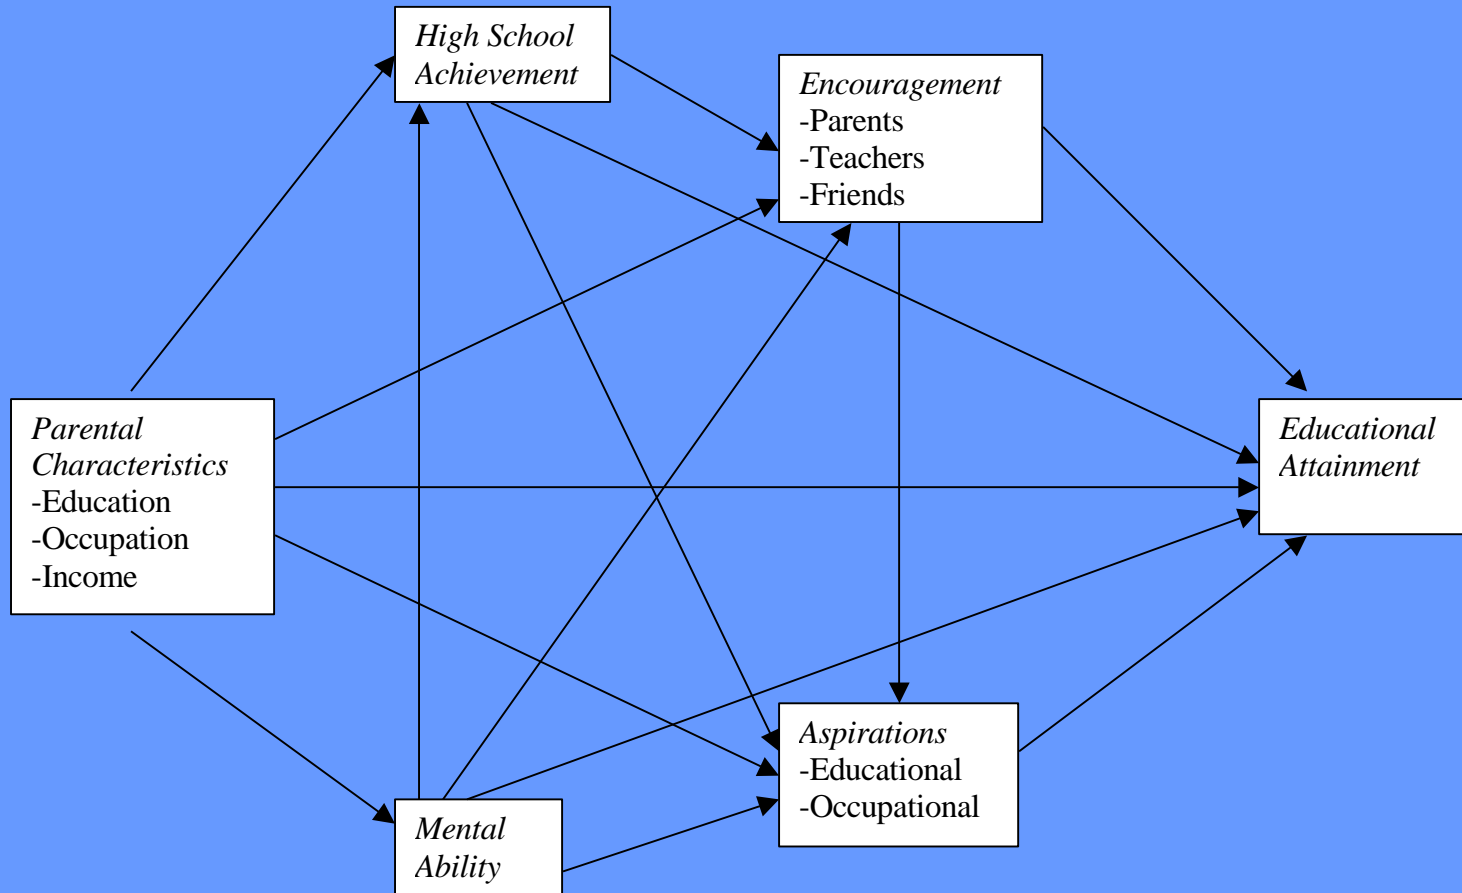 High School
Achievement
Encouragement
-Parents
-Teachers
-Friends
Parental
Characteristics
-Education
-Occupation
-Income
Educational
Attainment
Aspirations
-Educational
-Occupational
Mental
Ability